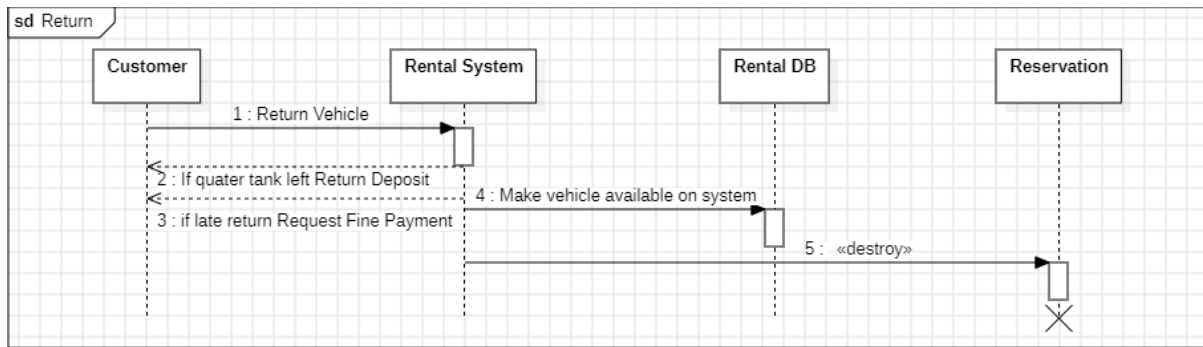 sd Return
Customer
Rental System
Rental DB
Reservation
1 : Return Vehicle
2 : If quater tank left Return Deposit
3 : if late return Request Fine Payment
4 : Make vehicle available on system
5 : «destroy»